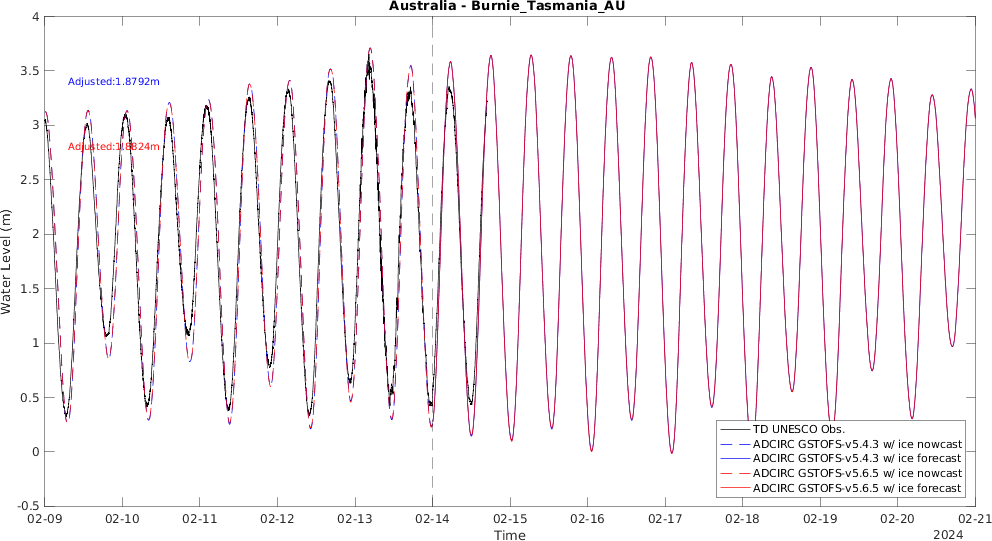 Australia - Burnie_Tasmania_AU
4
3.5
3
2.5
2
1.5
1
0.5
0
-0.5
Water Level (m)
Adjusted:1.8792m
Adjusted:1.8824m
TD UNESCO Obs.
ADCIRC GSTOFS-v5.4.3 w/ ice nowcast
ADCIRC GSTOFS-v5.4.3 w/ ice forecast
ADCIRC GSTOFS-v5.6.5 w/ ice nowcast
ADCIRC GSTOFS-v5.6.5 w/ ice forecast
02-09 02-10 02-11 02-12 02-13 02-14 02-15 02-16 02-17 02-18 02-19 02-20 02-21
Time
2024